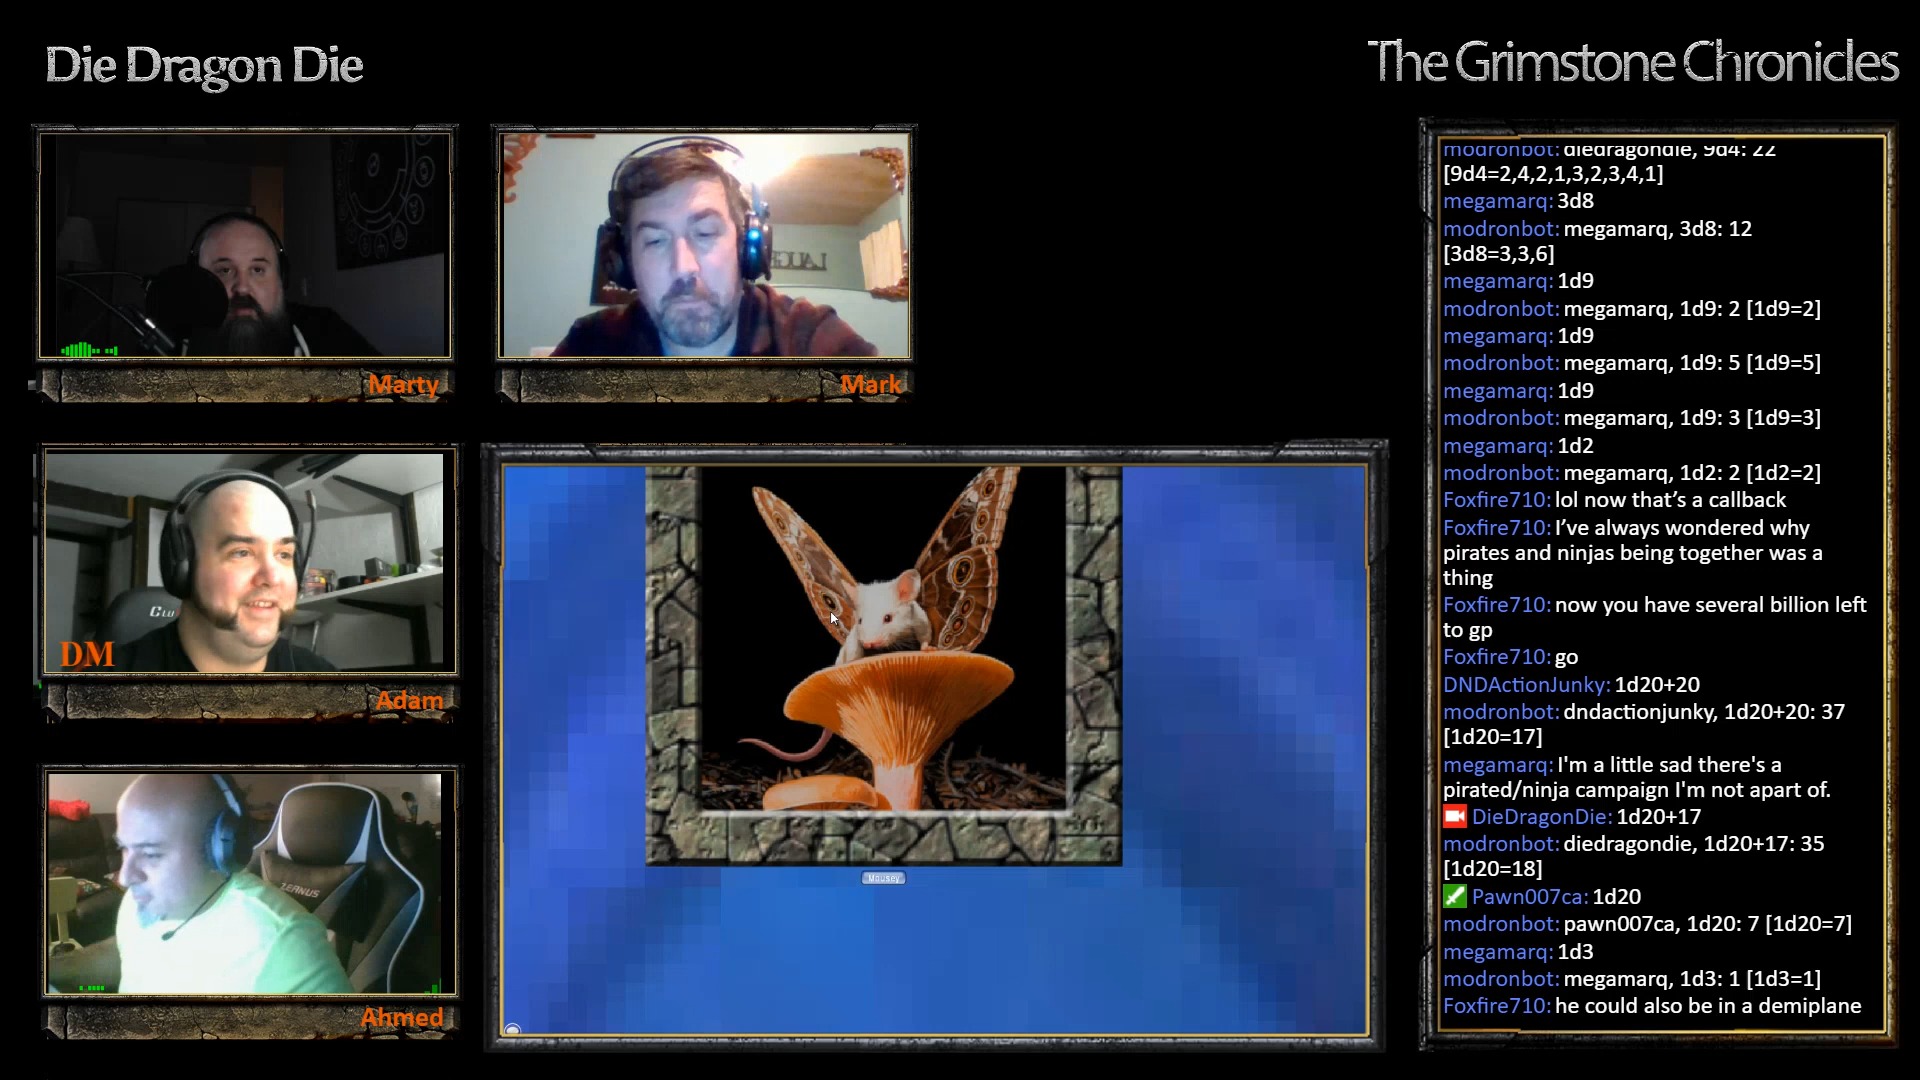 Die Dragon Die
The Grimstone Chronicles
Marty
Mark
DM
Adam
Ahmed
Mousey
modronbot: diedragondie, 9d4: 22
[9d4=2,4,2,1,3,2,3,4,1]
megamarq: 3d8
modronbot: megamarq, 3d8: 12
[3d8=3,3,6]
megamarq: 1d9
modronbot: megamarq, 1d9: 2 [1d9=2]
megamarq: 1d9
modronbot: megamarq, 1d9: 5 [1d9=5]
megamarq: 1d9
modronbot: megamarq, 1d9: 3 [1d9=3]
megamarq: 1d2
modronbot: megamarq, 1d2: 2 [1d2=2]
Foxfire710: lol now that’s a callback
Foxfire710: I’ve always wondered why
pirates and ninjas being together was a
thing
Foxfire710: now you have several billion left
to gp
Foxfire710: go
DNDActionJunky: 1d20+20
modronbot: dndactionjunky, 1d20+20: 37
[1d20=17]
megamarq: I'm a little sad there's a
pirated/ninja campaign I'm not apart of.
DieDragonDie: 1d20+17
modronbot: diedragondie, 1d20+17: 35
[1d20=18]
Pawn007ca: 1d20
modronbot: pawn007ca, 1d20: 7 [1d20=7]
megamarq: 1d3
modronbot: megamarq, 1d3: 1 [1d3=1]
Foxfire710: he could also be in a demiplane